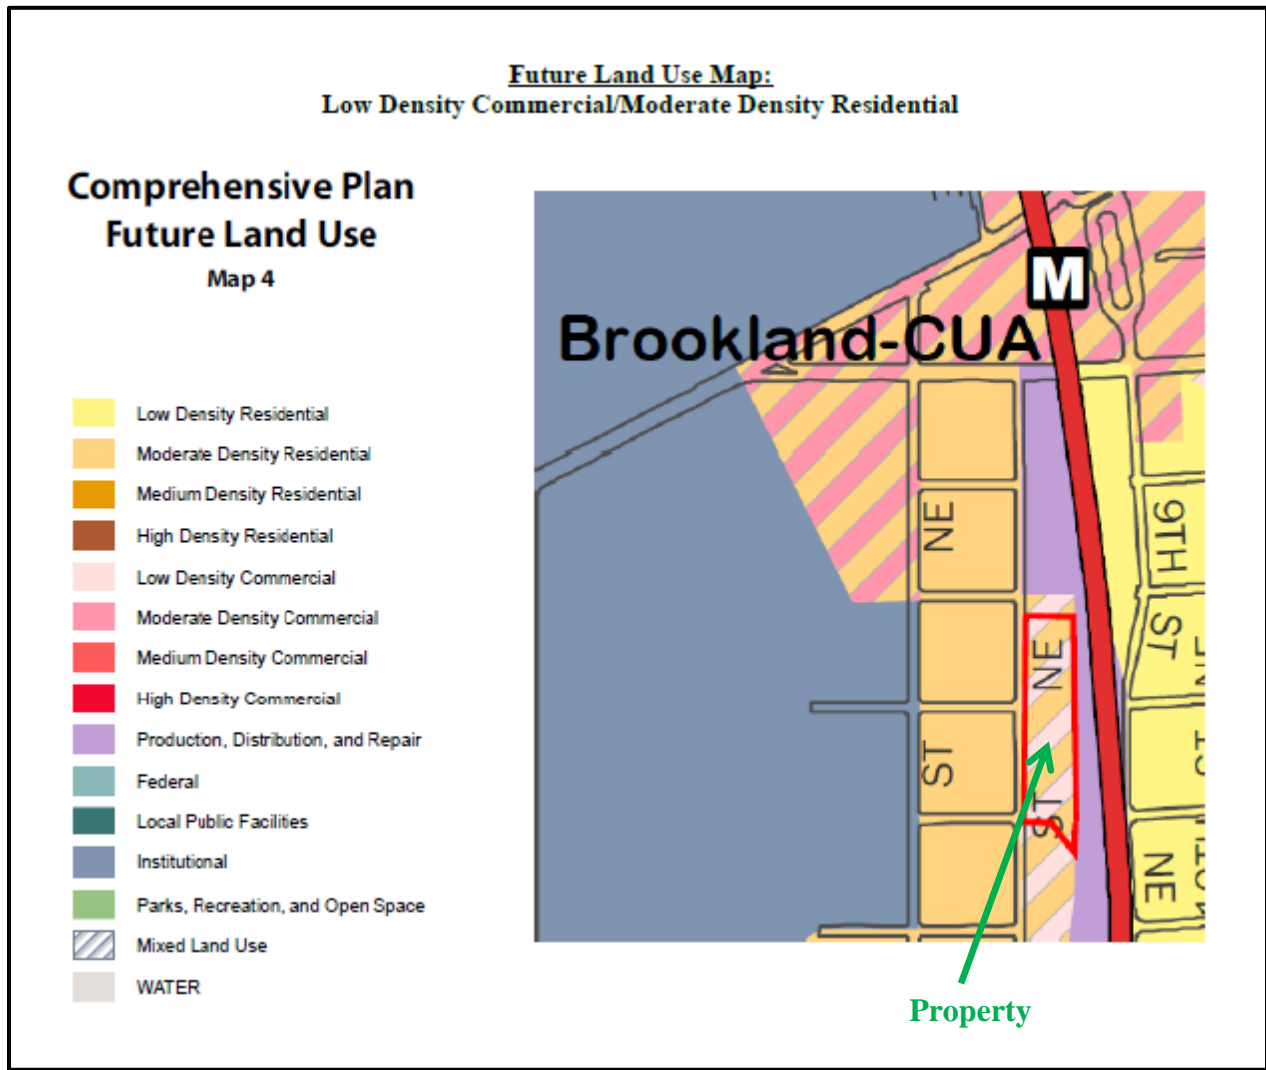 Future Land Use Map:
Low Density Commercial/Moderate Density Residential
Comprehensive Plan
Future Land Use
Map 4
Low Density Residential
Moderate Density Residential
Medium Density Residential
High Density Residential
Low Density Commercial
Moderate Density Commercial
Medium Density Commercial
High Density Commercial
Production, Distribution, and Repair
Federal
Local Public Facilities
Institutional
Parks, Recreation, and Open Space
Mixed Land Use
WATER
M
Brookland-CUA
NE
ST
NE
ST
9TH
ST
NE
Property